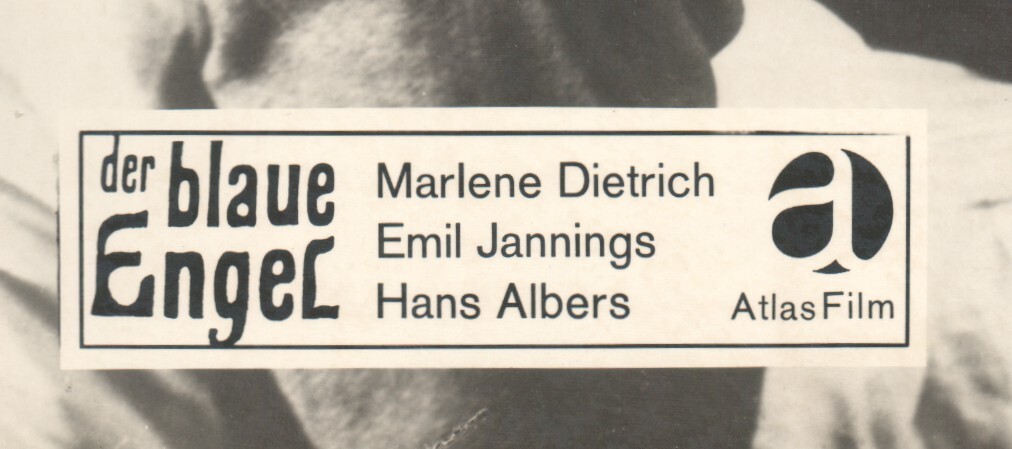 der blaue
Engel
Marlene Dietrich
Emil Jannings
Hans Albers
a
Atlas Film